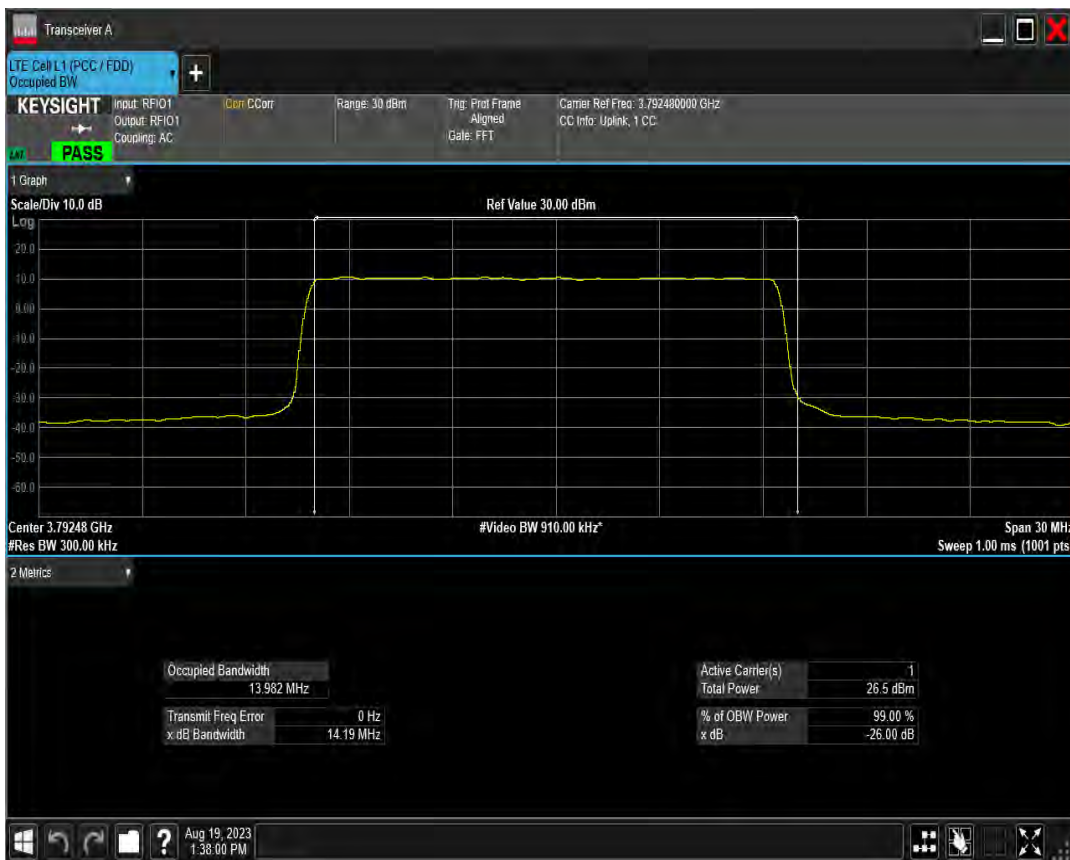 Transceiver A
LTE Cell L1 (PCC / FDD)
Occupied BW
+
KEYSIGHT
Input: RFIO1
Output: RFIO1
Coupling: AC
Corr CCorr
Range: 30 dBm
Trig: Prot Frame
Aligned
Gate: FFT
Carrier Ref Freq: 3.792480000 GHz
CC Info: Uplink, 1 CC
LNI
PASS
1 Graph
Scale/Div 10.0 dB
Ref Value 30.00 dBm
Log
20.0
10.0
0.00
-10.0
-20.0
-30.0
-40.0
-50.0
-60.0
Center 3.79248 GHz
#Video BW 910.00 kHz*
Span 30 MHz
#Res BW 300.00 kHz
Sweep 1.00 ms (1001 pts
2 Metrics
Occupied Bandwidth
13.982 MHz
Active Carrier(s) 1
Total Power 26.5 dBm
Transmit Freq Error 0 Hz
x dB Bandwidth 14.19 MHz
% of OBW Power 99.00 %
x dB -26.00 dB
?
Aug 19, 2023
1:38:00 PM